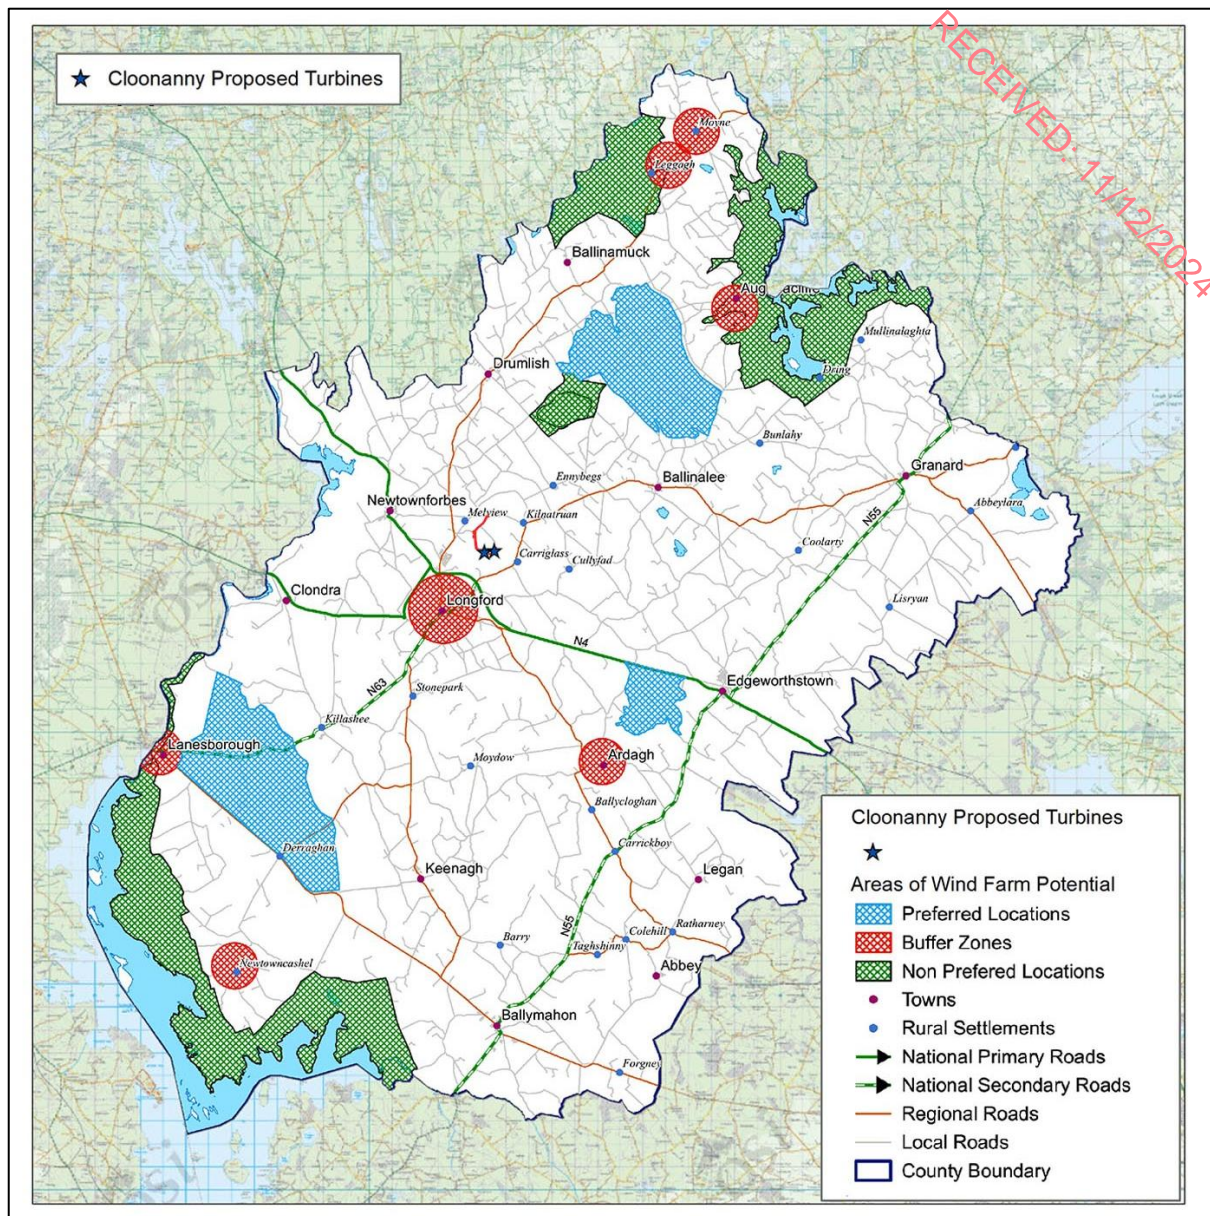 RECEIVED: 11/12/2024
Cloonanny Proposed Turbines
Moyne
Leggagh
Ballinamuck
Mullinalaghta
Drumlish
Dring
Bunlahy
Granard
Ennybegs
Ballinalee
Newtownforbes
Melview
Kilnatruan
Abbeylara
N55
Coolarty
Carriglass
Cullyfad
Clondra
Longford
Lisryan
N4
Edgeworthstown
N63
Stonepark
Killashee
Lanesborough
Ardagh
Moydow
Ballycloghan
Derraghan
Carrickboy
Keenagh
Legan
N55
Barry
Ratharney
Colehill
Taghshinny
Newtowncashel
Abbey
Ballymahon
Forgney
Cloonanny Proposed Turbines
Areas of Wind Farm Potential
Preferred Locations
Buffer Zones
Non Prefered Locations
Towns
Rural Settlements
National Primary Roads
National Secondary Roads
Regional Roads
Local Roads
County Boundary